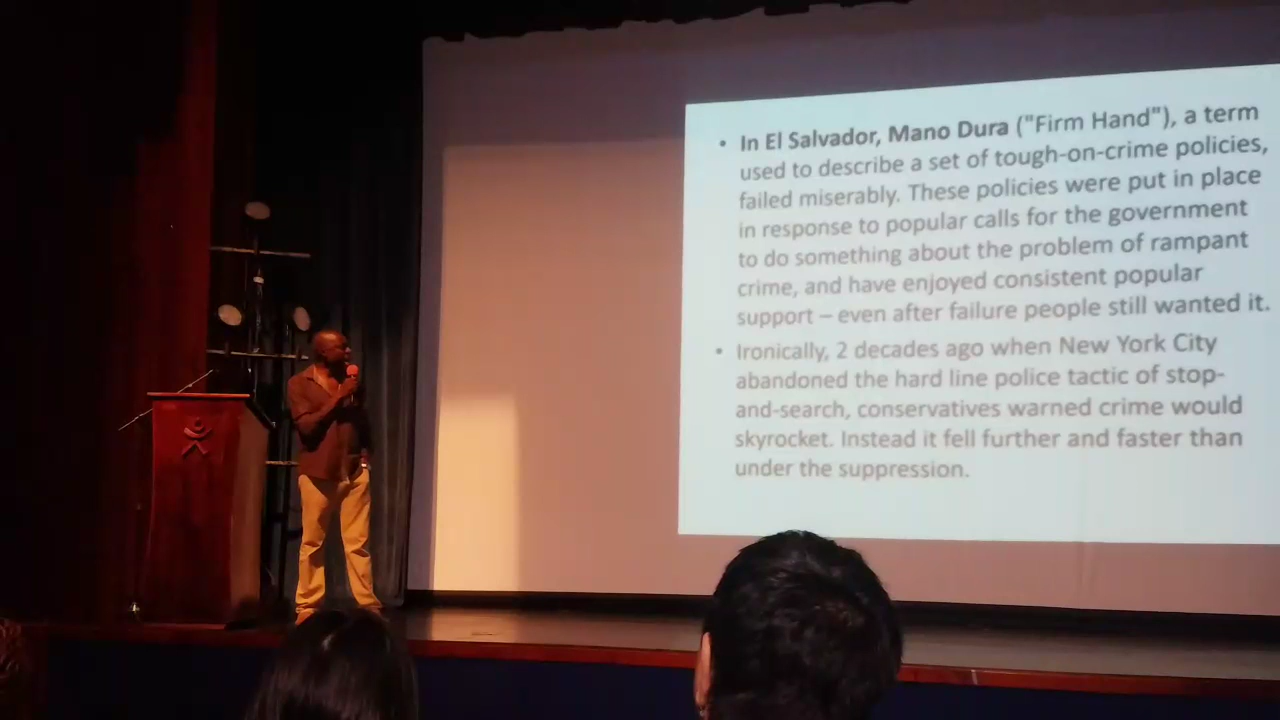 • In El Salvador, Mano Dura ("Firm Hand"), a term
used to describe a set of tough-on-crime policies,
failed miserably. These policies were put in place
in response to popular calls for the government
to do something about the problem of rampant
crime, and have enjoyed consistent popular
support – even after failure people still wanted it.
• Ironically, 2 decades ago when New York City
abandoned the hard line police tactic of stop-
and-search, conservatives warned crime would
skyrocket. Instead it fell further and faster than
under the suppression.